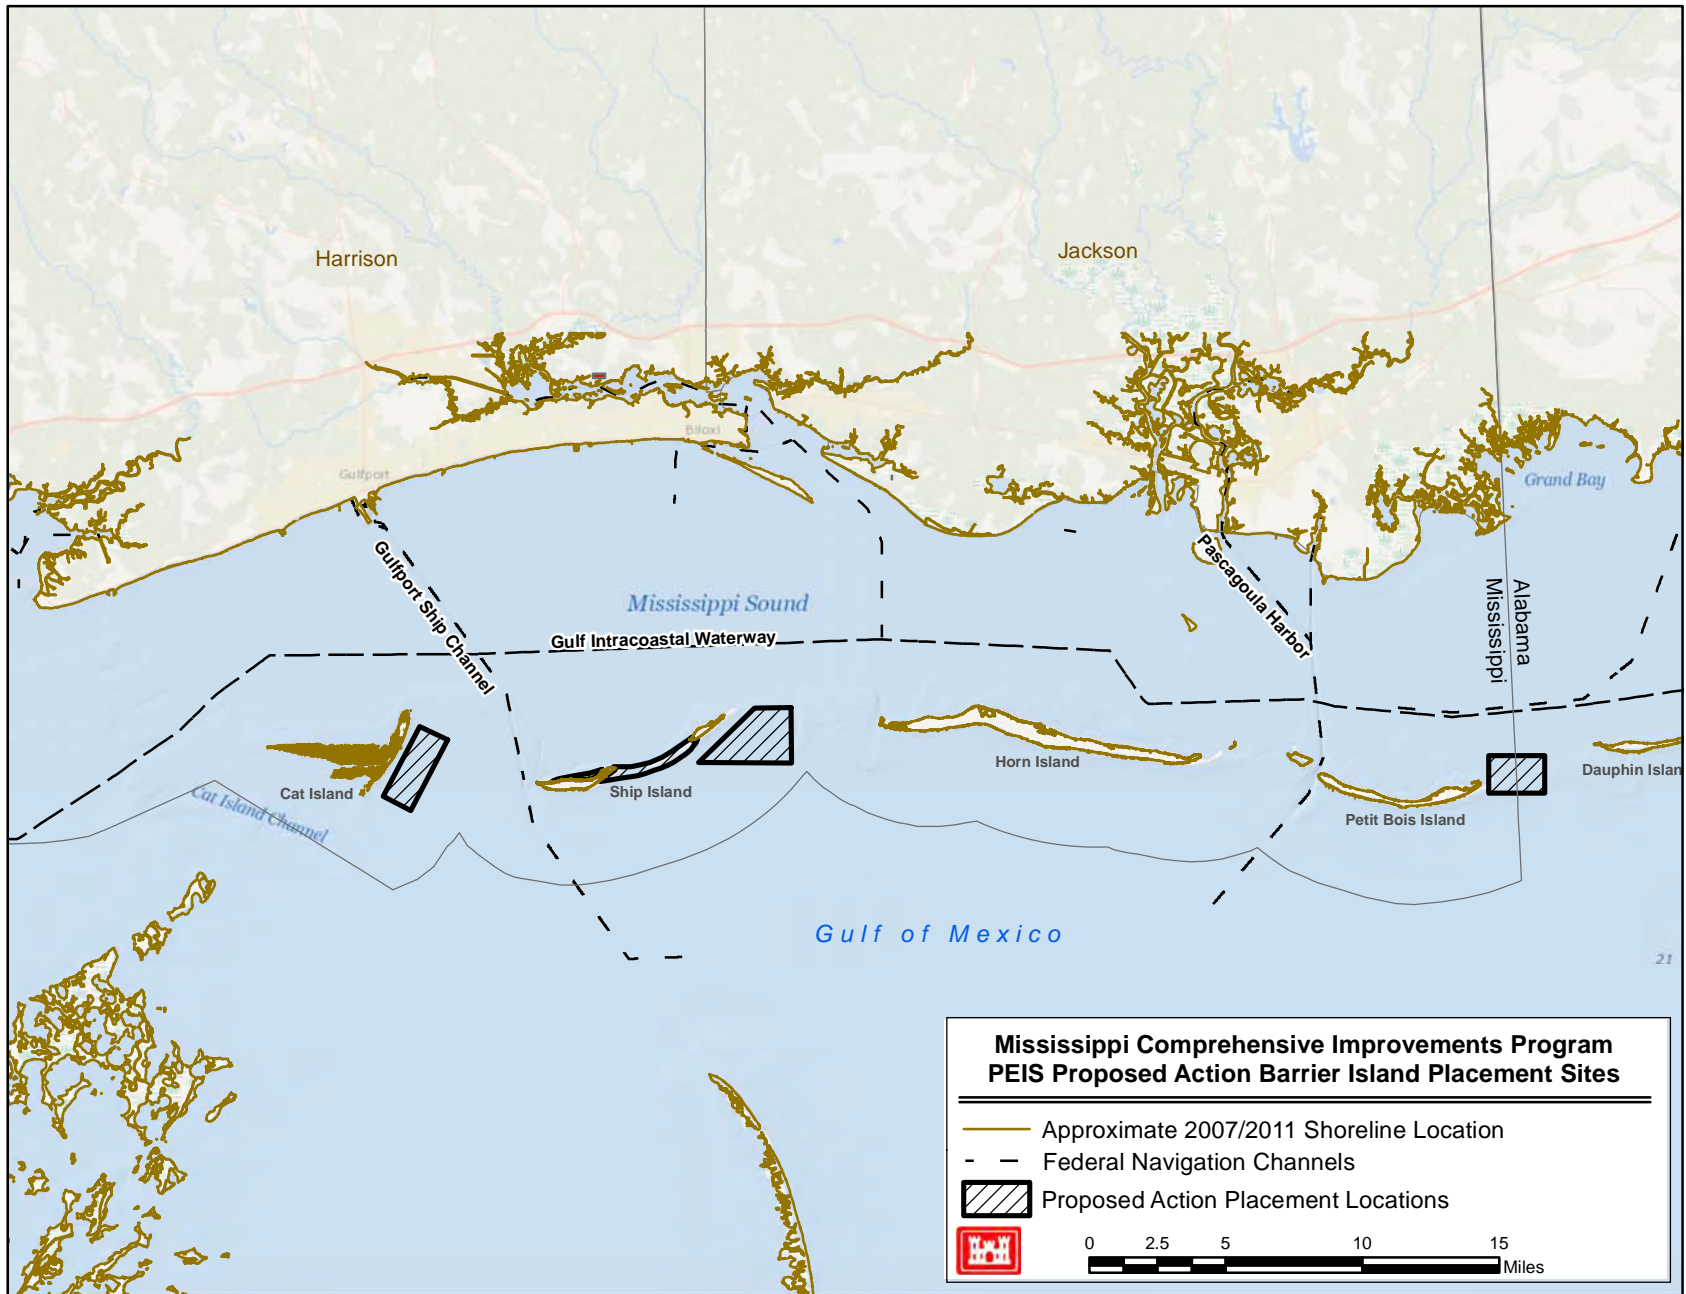 Harrison
Jackson
Biloxi
Gulfport
Grand Bay
Gulfport Ship Channel
Pascagoula Harbor
Mississippi Sound
Alabama
Mississippi
Gulf Intracoastal Waterway
Cat Island
Cat Island Channel
Ship Island
Horn Island
Petit Bois Island
Dauphin Islan
Gulf of Mexico
21
Mississippi Comprehensive Improvements Program
PEIS Proposed Action Barrier Island Placement Sites
Approximate 2007/2011 Shoreline Location
Federal Navigation Channels
Proposed Action Placement Locations
0 2.5 5 10 15
Miles